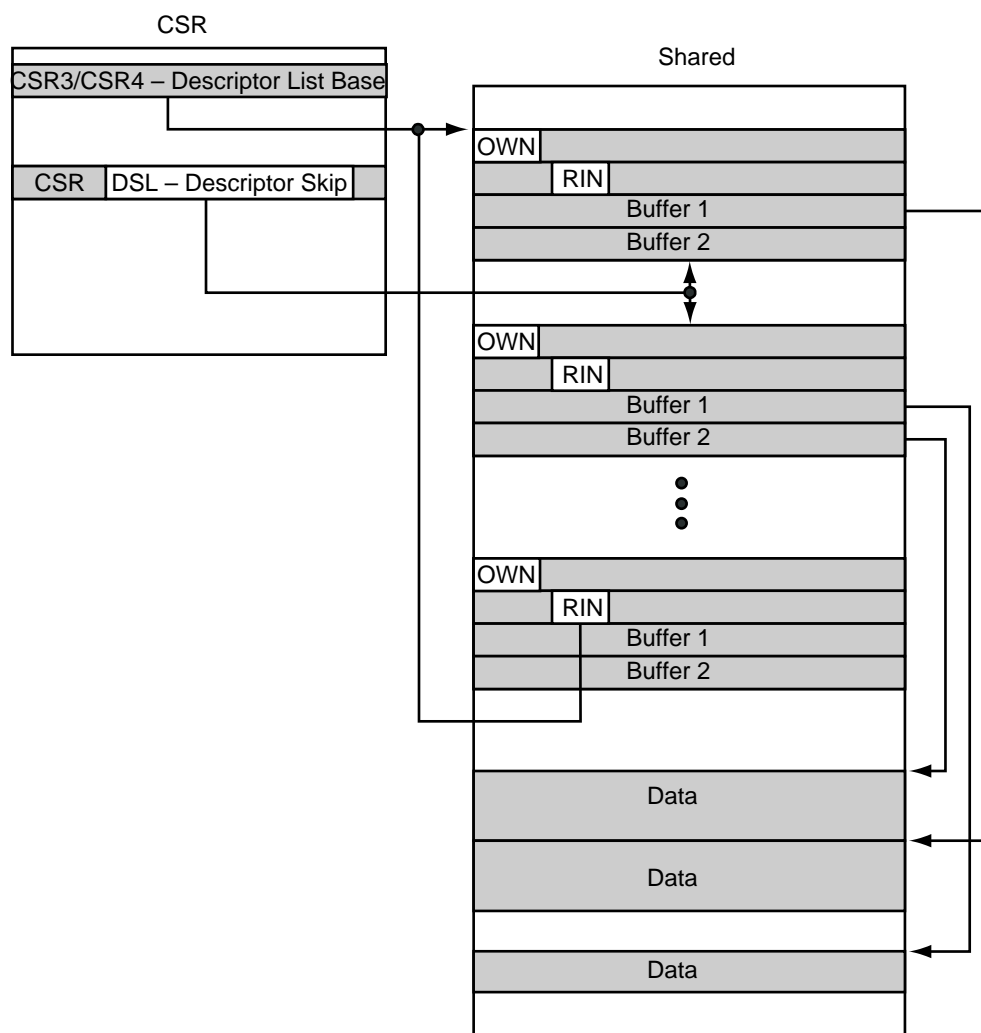 CSR
CSR3/CSR4 – Descriptor List Base
CSR
DSL – Descriptor Skip
Shared
OWN
RIN
Buffer 1
Buffer 2
OWN
RIN
Buffer 1
Buffer 2
OWN
RIN
Buffer 1
Buffer 2
Data
Data
Data